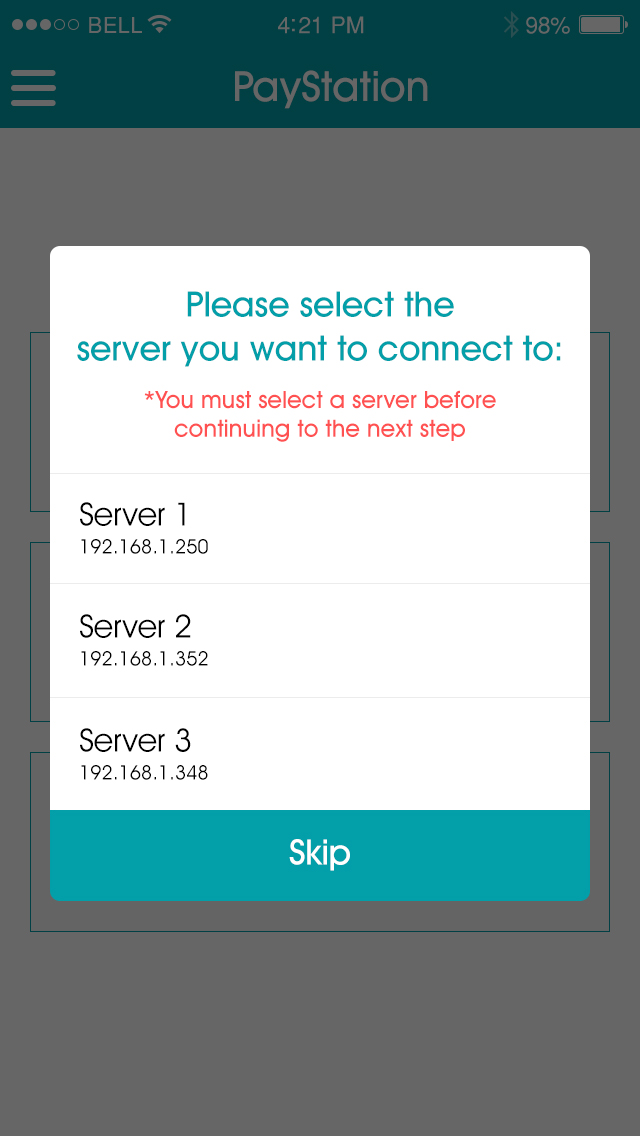 BELL 4:21 PM 98%
PayStation
Please select the
server you want to connect to:
*You must select a server before
continuing to the next step
Server 1
192.168.1.250
Server 2
192.168.1.352
Server 3
192.168.1.348
Skip